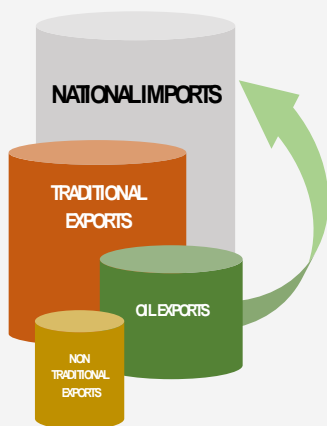 NATIONAL IMPORTS
TRADITIONAL
EXPORTS
OIL EXPORTS
NON
TRADITIONAL
EXPORTS